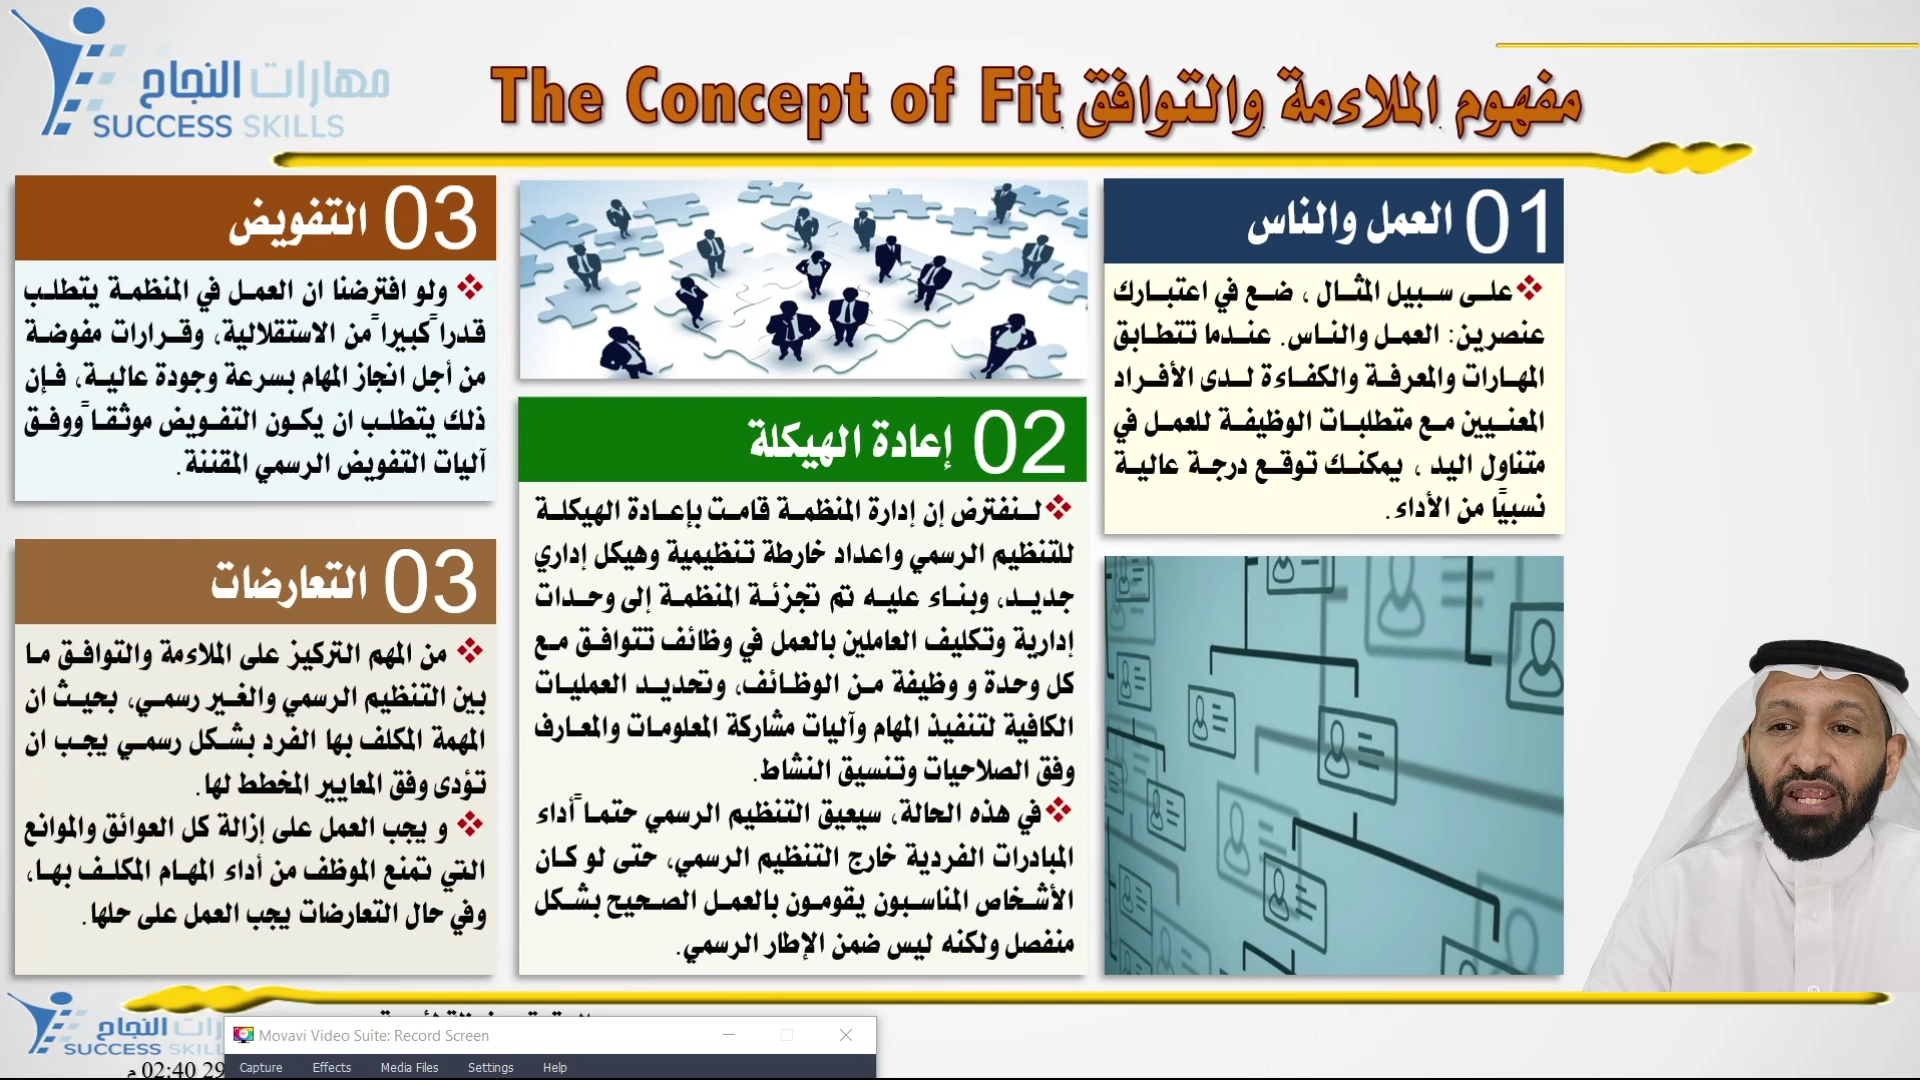 مهارات النجاح
SUCCESS SKILLS
مفهوم الملاءمة والتوافق The Concept of Fit
01 العمل والناس
على سبيل المثال ، ضع في اعتبارك
عنصرين: العمل والناس. عندما تتطابق
المهارات والمعرفة والكفاءة لدى الأفراد
المعنيين مع متطلبات الوظيفة للعمل في
متناول اليد ، يمكنك توقع درجة عالية
نسبيًا من الأداء.
02 إعادة الهيكلة
لنفترض إن إدارة المنظمة قامت بإعادة الهيكلة
للتنظيم الرسمي واعداد خارطة تنظيمية وهيكل إداري
جديد، وبناء عليه تم تجزئة المنظمة إلى وحدات
إدارية وتكليف العاملين بالعمل في وظائف تتوافق مع
كل وحدة و وظيفة من الوظائف، وتحديد العمليات
الكافية لتنفيذ المهام وآليات مشاركة المعلومات والمعارف
وفق الصلاحيات وتنسيق النشاط.
في هذه الحالة، سيعيق التنظيم الرسمي حتماً أداء
المبادرات الفردية خارج التنظيم الرسمي، حتى لو كان
الأشخاص المناسبون يقومون بالعمل الصحيح بشكل
منفصل ولكنه ليس ضمن الإطار الرسمي.
03 التفويض
ولو افترضنا ان العمل في المنظمة يتطلب
قدراً كبيراً من الاستقلالية، وقرارات مفوضة
من أجل انجاز المهام بسرعة وجودة عالية، فإن
ذلك يتطلب ان يكون التفويض موثقاً ووفق
آليات التفويض الرسمي المقننة.
03 التعارضات
من المهم التركيز على الملاءمة والتوافق ما
بين التنظيم الرسمي والغير رسمي، بحيث ان
المهمة المكلف بها الفرد بشكل رسمي يجب ان
تؤدى وفق المعايير المخطط لها.
و يجب العمل على إزالة كل العوائق والموانع
التي تمنع الموظف من أداء المهام المكلف بها،
وفي حال التعارضات يجب العمل على حلها.
النجاح
SUCCESS SKILL
02:40 29 م
Movavi Video Suite: Record Screen
Capture Effects Media Files Settings Help